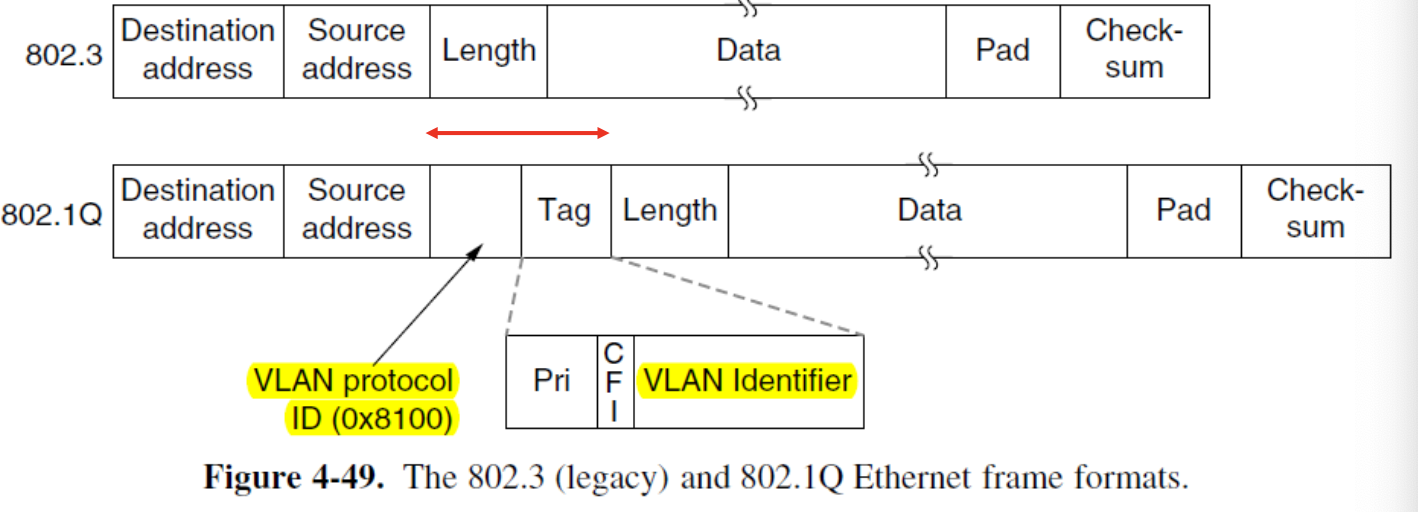 802.3
Destination address
Source address
Length
Data
Pad
Check-
sum
802.1Q
Destination address
Source address
Tag
Length
Data
Pad
Check-
sum
VLAN protocol
ID (0x8100)
Pri
C
F
I
VLAN Identifier
Figure 4-49. The 802.3 (legacy) and 802.1Q Ethernet frame formats.